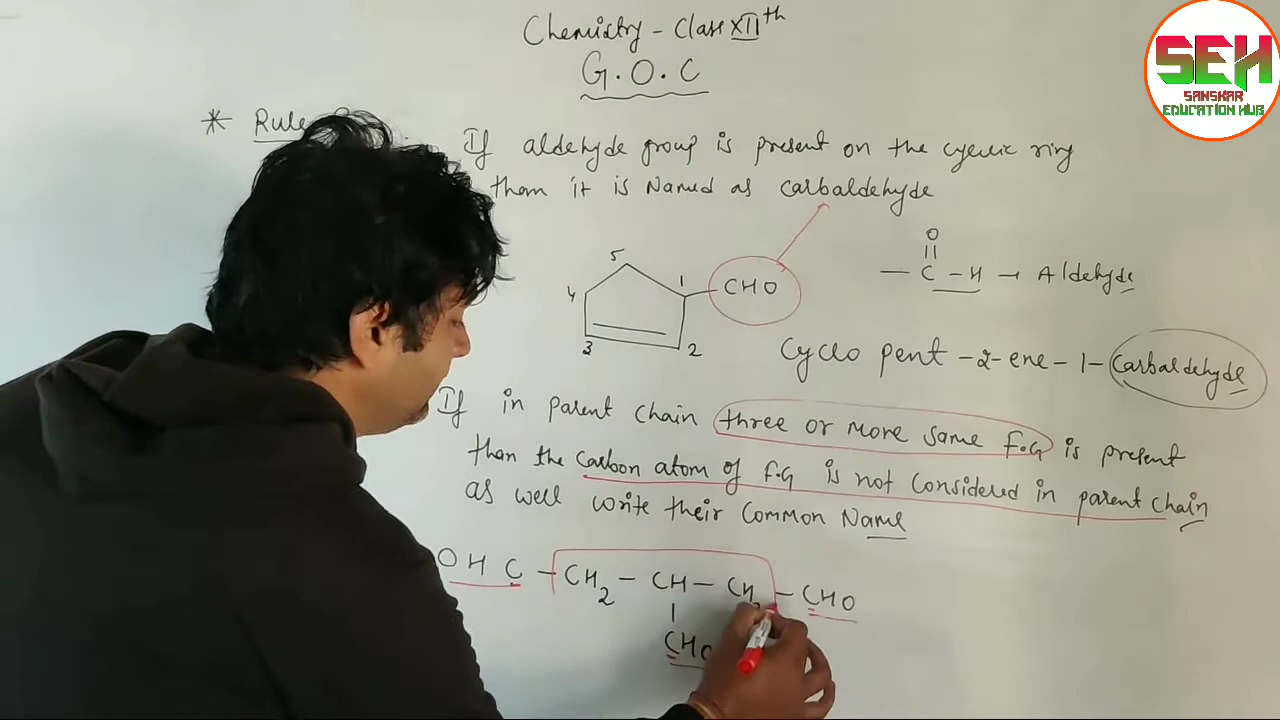 Chemistry - Class XIIth
G.O.C
SEH
SANSKAR
EDUCATION HUB
* Rule
If aldehyde group is present on the cyclic ring
than it is Named as Carbaldehyde
5
4
1
CHO
3
2
O
- C - H → Aldehyde
Cyclo pent -2- ene - 1- Carbaldehyde
If in parent chain three or more same F.G is present
than the carbon atom of F.G is not considered in parent chain
as well write their common Name
OHC - CH2 - CH - CH2 - CHO
CHO